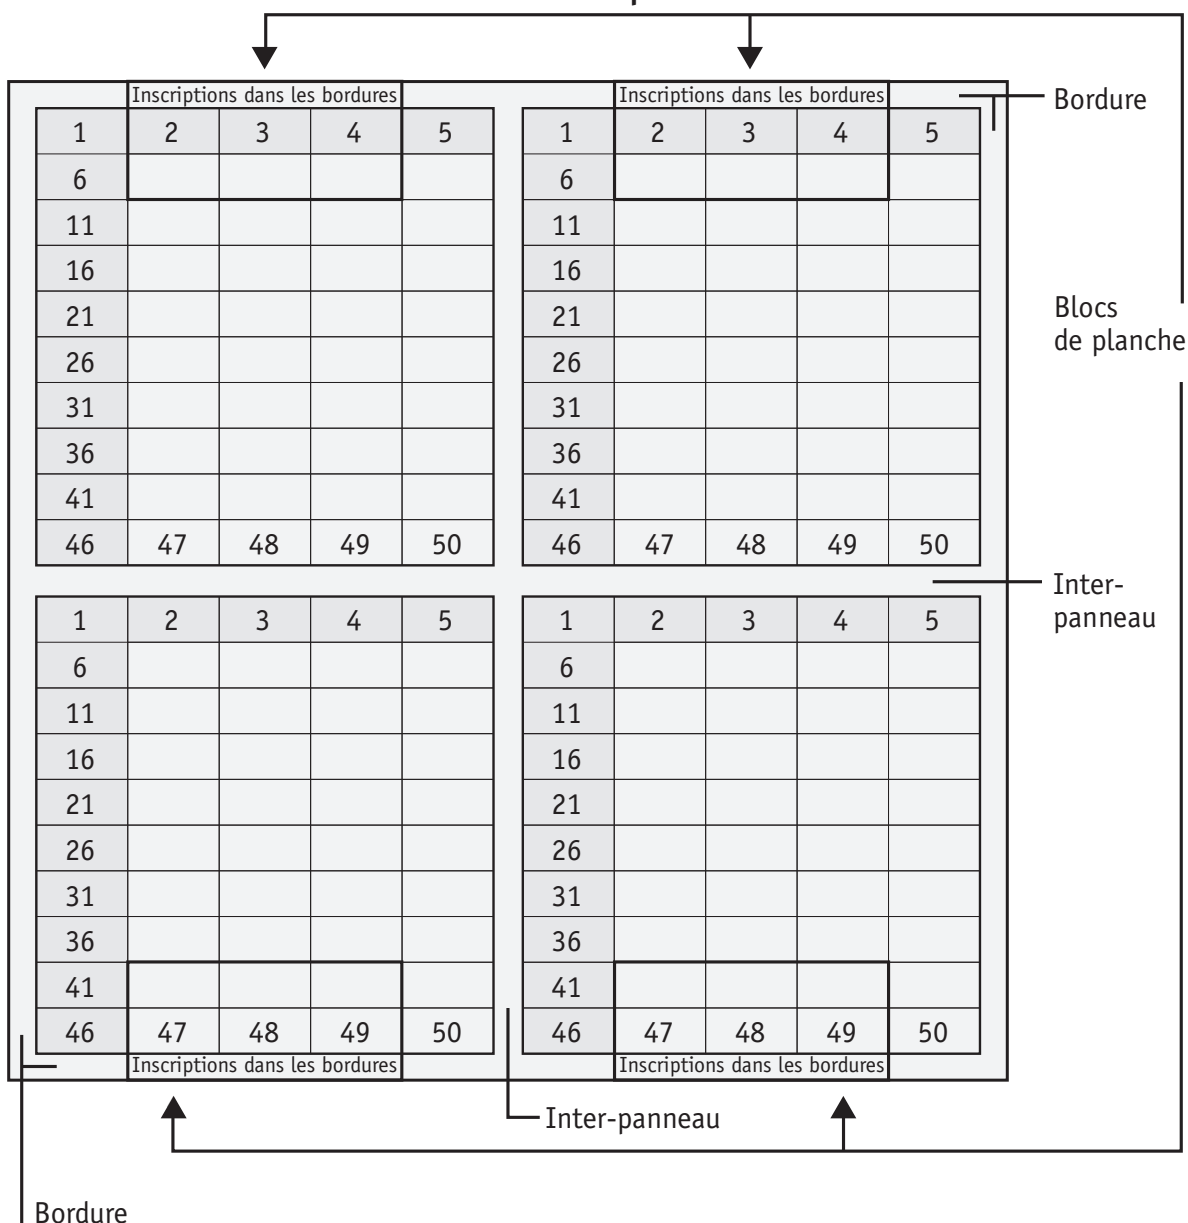 Inscriptions dans les bordures Inscriptions dans les bordures
Bordure
1 2 3 4 5 1 2 3 4 5
6 6
11 11
16 16
21 21
Blocs
de planche
26 26
31 31
36 36
41 41
46 47 48 49 50 46 47 48 49 50
Inter-
panneau
1 2 3 4 5 1 2 3 4 5
6 6
11 11
16 16
21 21
26 26
31 31
36 36
41 41
46 47 48 49 50 46 47 48 49 50
Inscriptions dans les bordures Inscriptions dans les bordures
Inter-panneau
Bordure